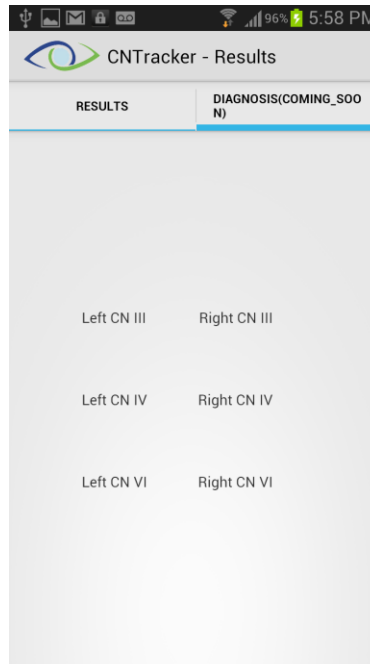 96% 5:58 PM
CNTracker - Results
RESULTS
DIAGNOSIS(COMING_SOO
N)
Left CN III Right CN III
Left CN IV Right CN IV
Left CN VI Right CN VI